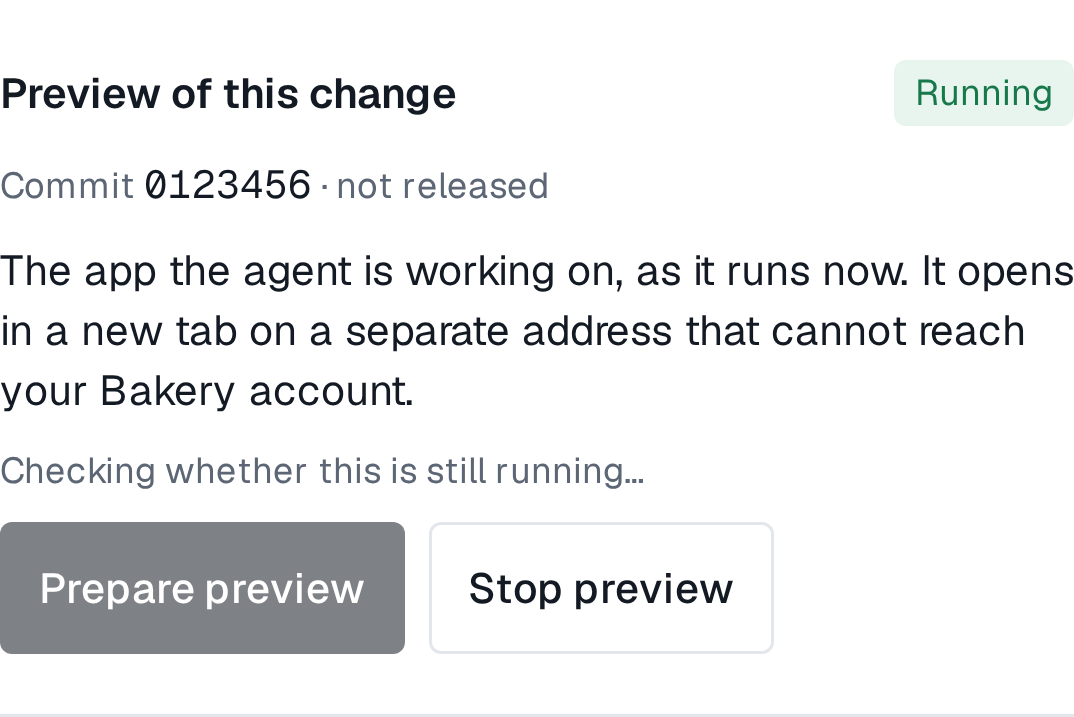 Preview of this change
Running
Commit 0123456 · not released
The app the agent is working on, as it runs now. It opens
in a new tab on a separate address that cannot reach
your Bakery account.
Checking whether this is still running…
Prepare preview
Stop preview